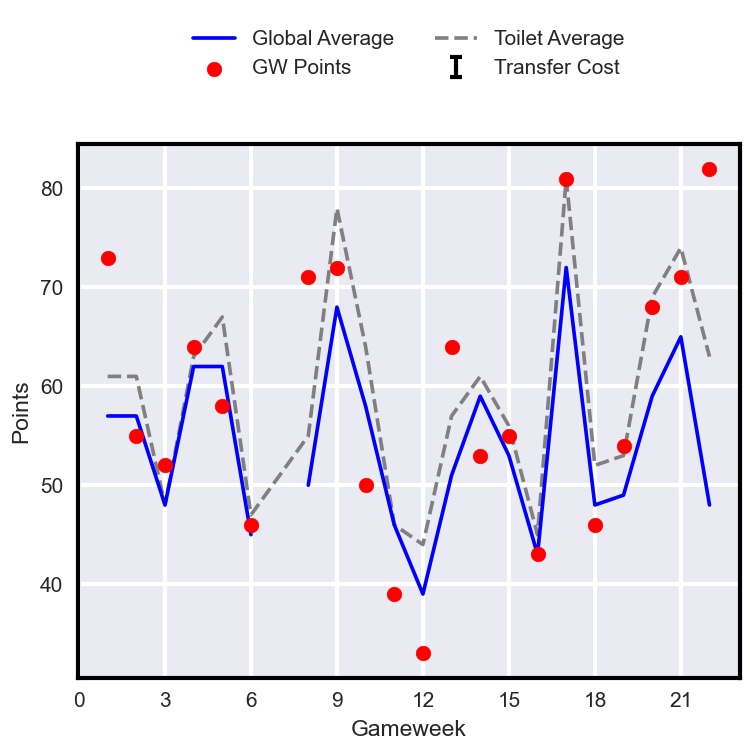 Global Average
Toilet Average
GW Points
Transfer Cost
80
70
60
50
40
Points
0 3 6 9 12 15 18 21
Gameweek